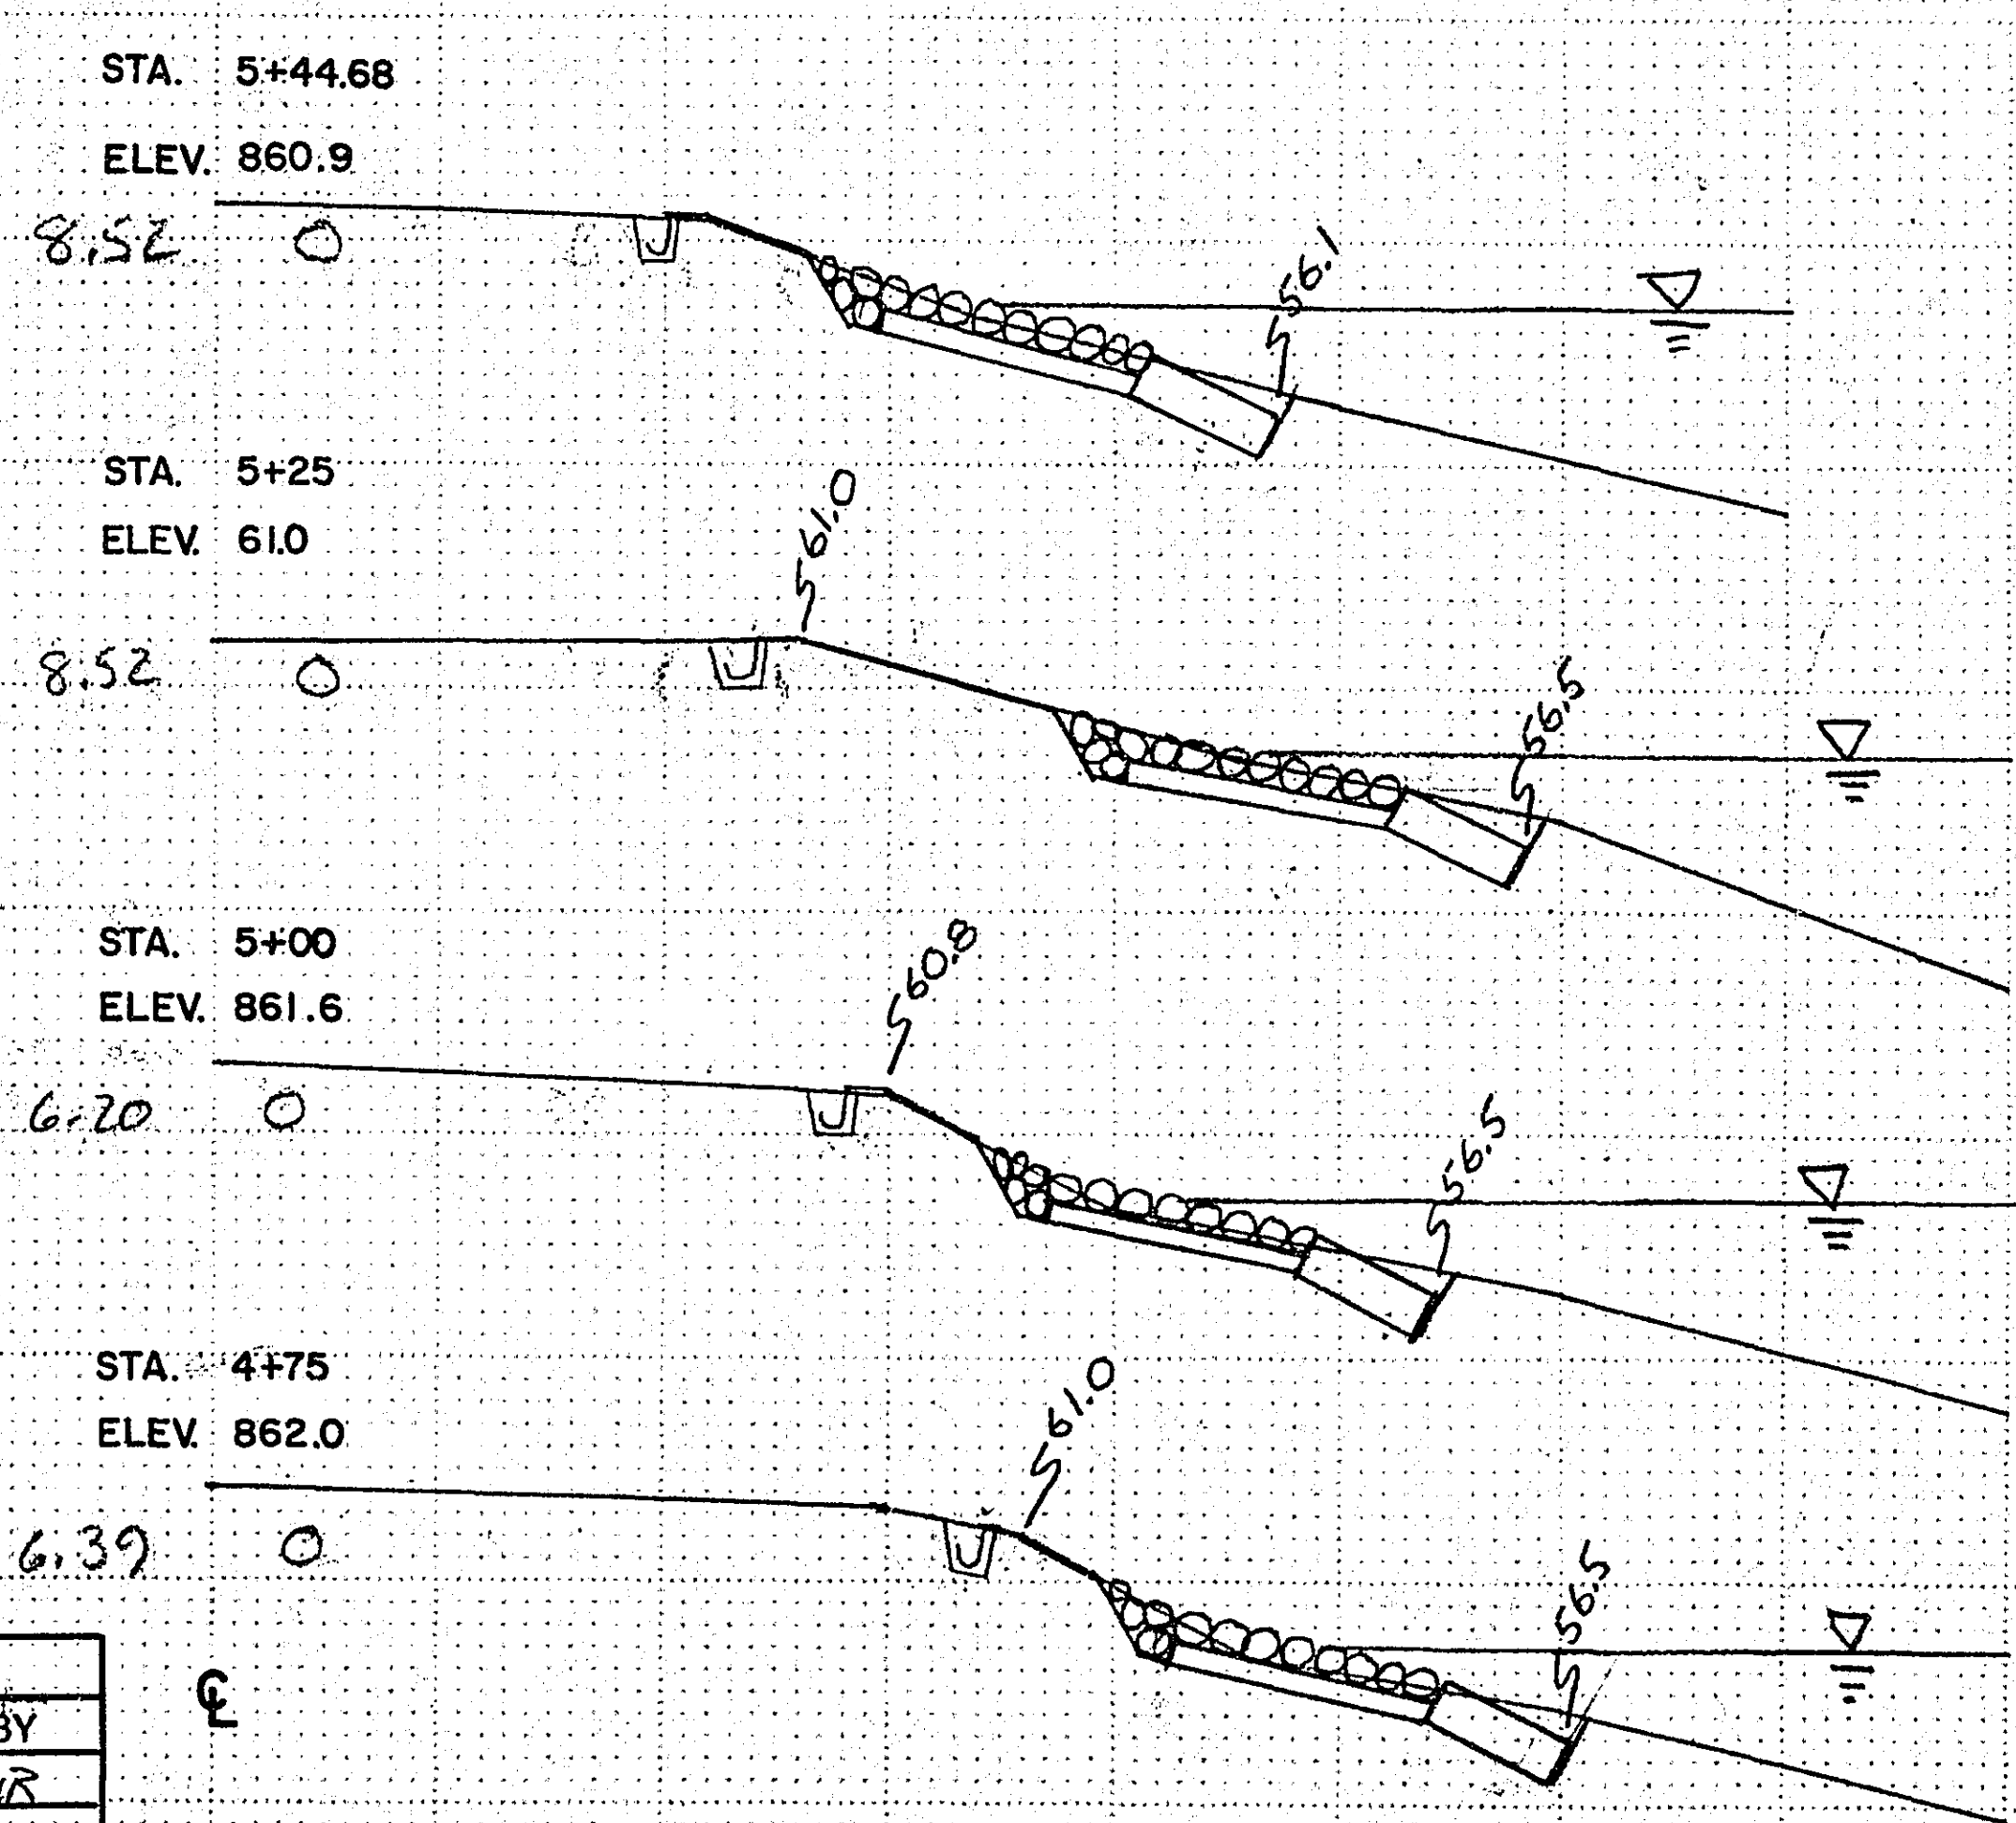 STA. 5+44.68
ELEV. 860.9
8.52 0
56.1
STA. 5+25
ELEV. 61.0
61.0
8.52 0
56.5
STA. 5+00
ELEV. 861.6
60.8
6.20 0
56.5
STA. 4+75
ELEV. 862.0
61.0
6.39 0
56.5
℄
BY
R